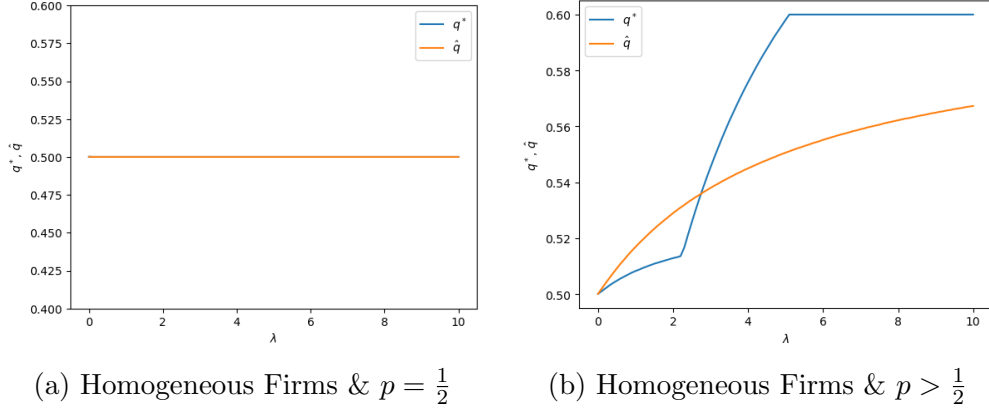 0.600
0.575
0.550
0.525
0.500
0.475
0.450
0.425
0.400
q*, q̂
0 2 4 6 8 10
λ
q*
q̂
0.60
0.58
0.56
0.54
0.52
0.50
q*, q̂
0 2 4 6 8 10
λ
q*
q̂
(a) Homogeneous Firms & p = 1/2
(b) Homogeneous Firms & p > 1/2